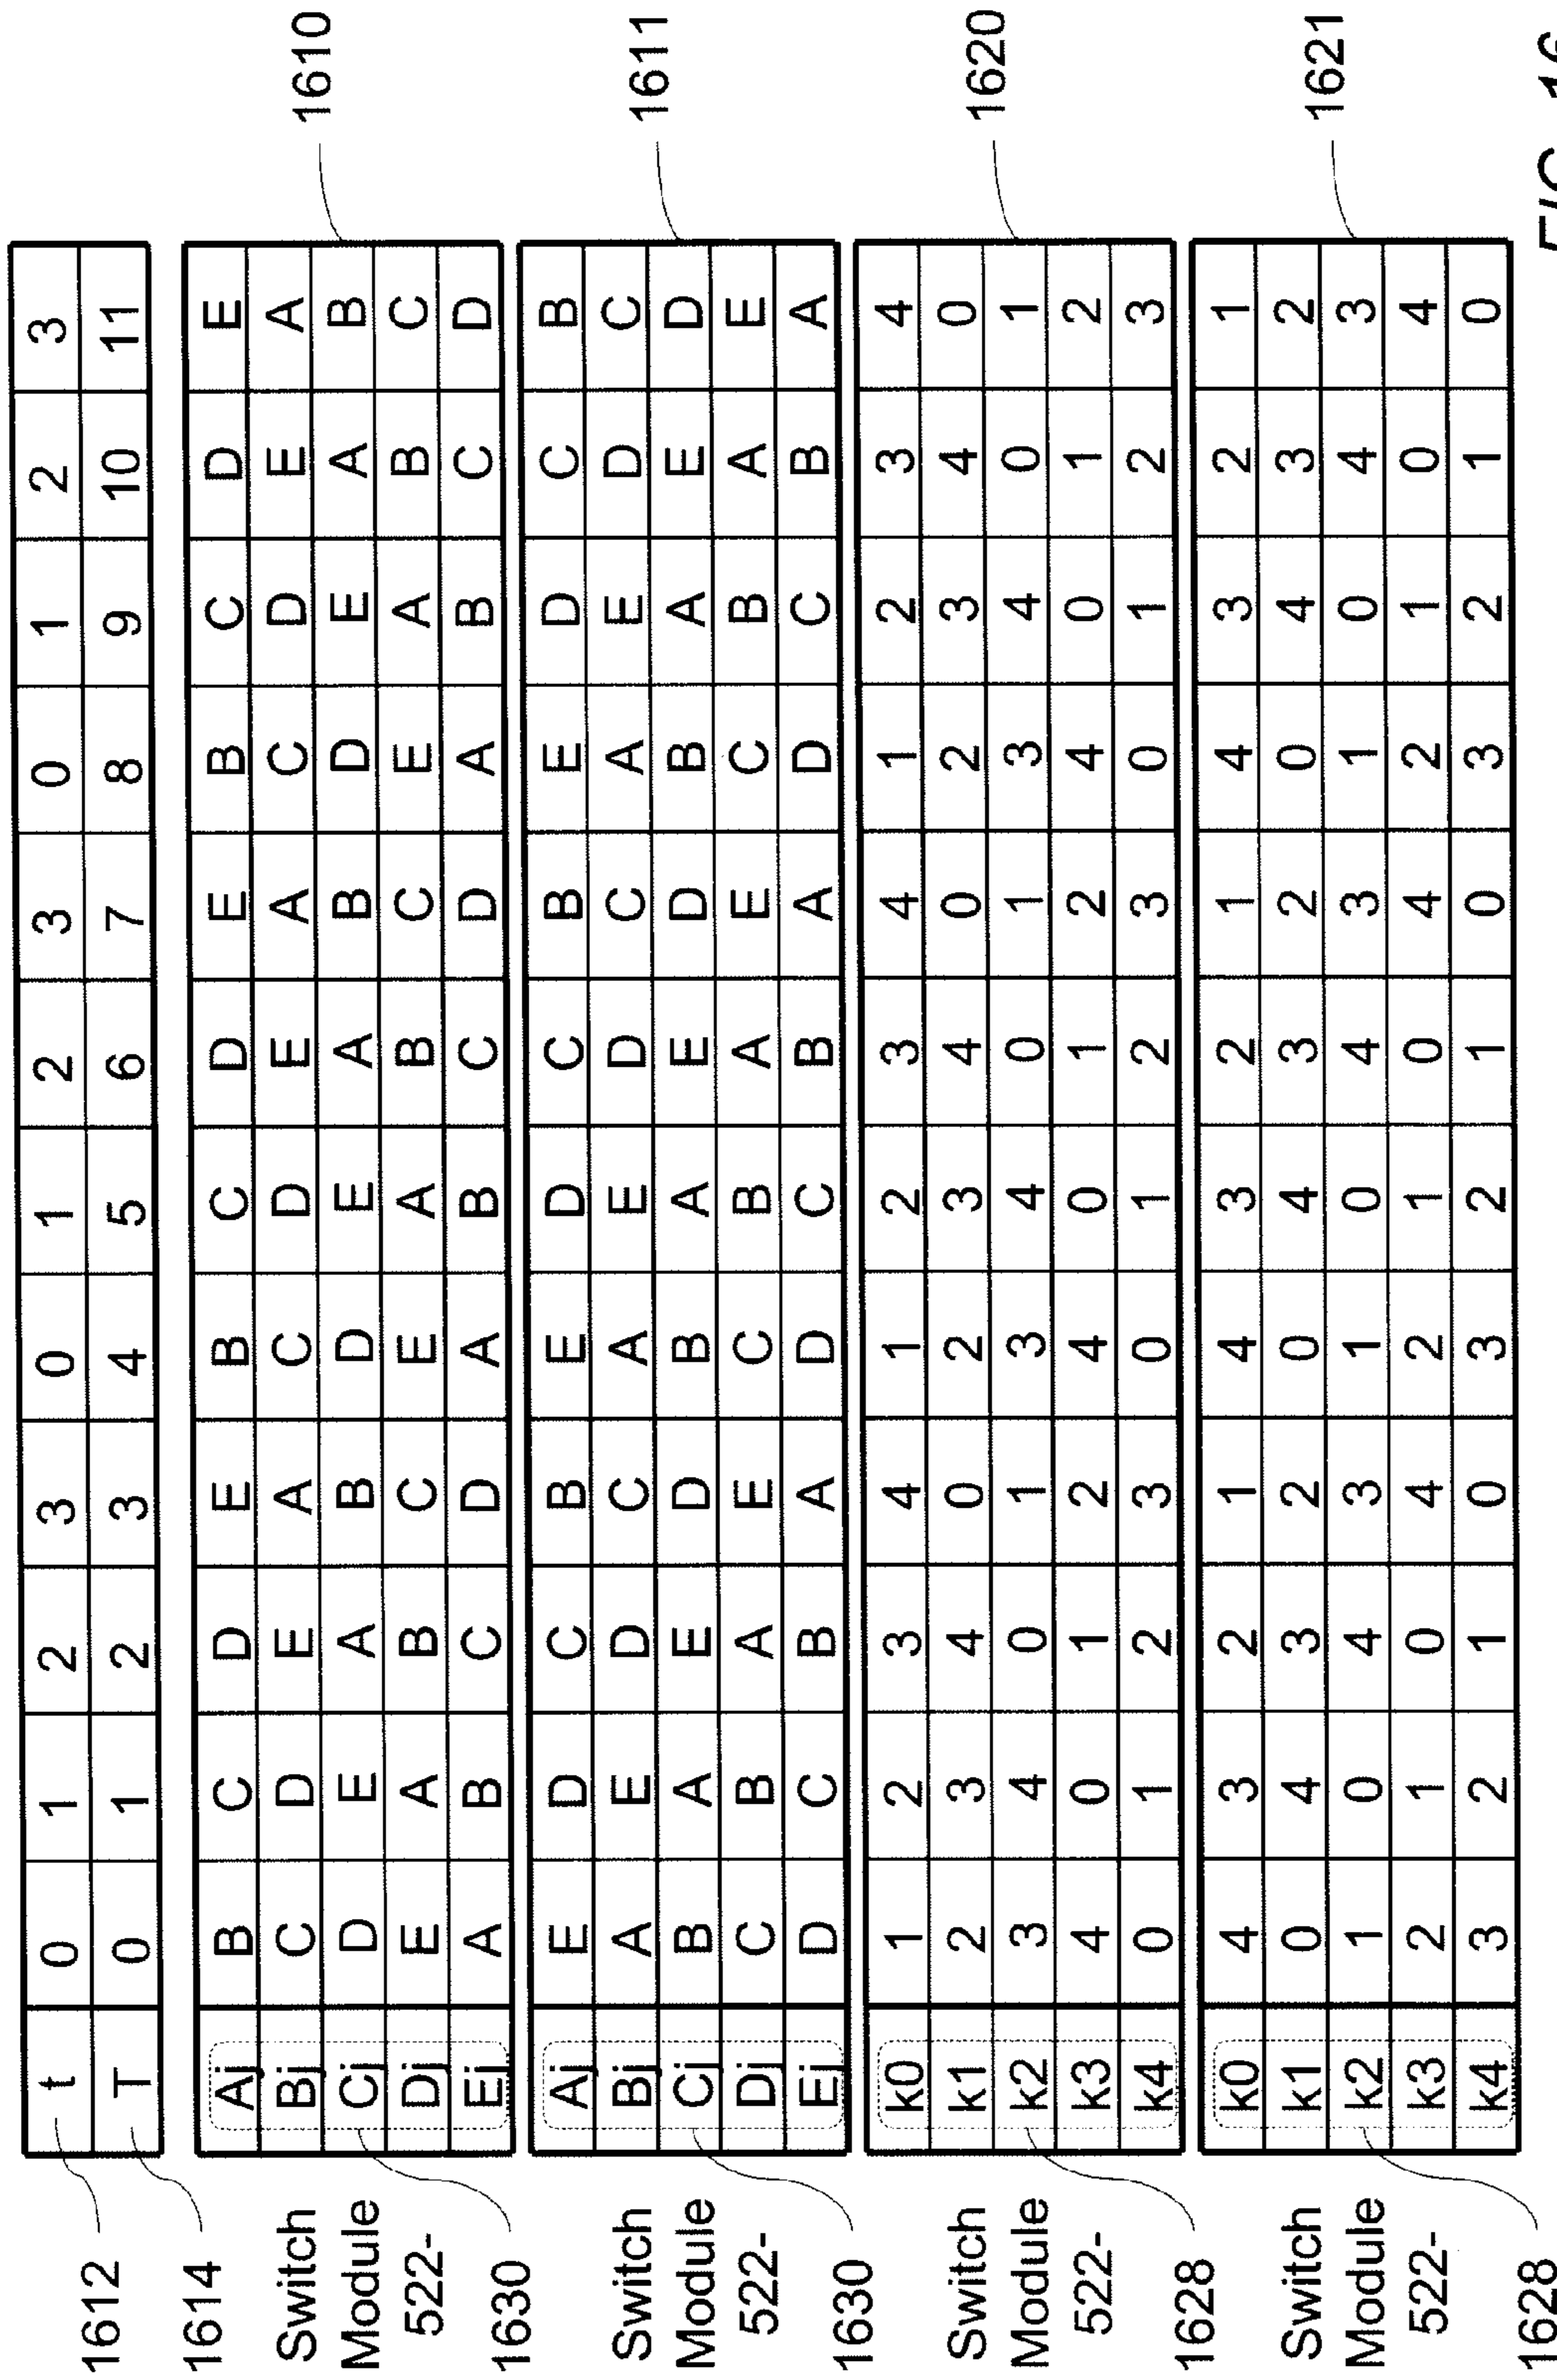 1612 t 0 1 2 3 0 1 2 3 0 1 2 3
1614 T 0 1 2 3 4 5 6 7 8 9 10 11
Switch Module 522-
1630
Aj B C D E B C D E B C D E
Bj C D E A C D E A C D E A
Cj D E A B D E A B D E A B
Dj E A B C E A B C E A B C
Ej A B C D A B C D A B C D
1610
Switch Module 522-
1630
Aj E D C B E D C B E D C B
Bj A E D C A E D C A E D C
Cj B A E D B A E D B A E D
Dj C B A E C B A E C B A E
Ej D C B A D C B A D C B A
1611
Switch Module 522-
1628
k0 1 2 3 4 1 2 3 4 1 2 3 4
k1 2 3 4 0 2 3 4 0 2 3 4 0
k2 3 4 0 1 3 4 0 1 3 4 0 1
k3 4 0 1 2 4 0 1 2 4 0 1 2
k4 0 1 2 3 0 1 2 3 0 1 2 3
1620
Switch Module 522-
1628
k0 4 3 2 1 4 3 2 1 4 3 2 1
k1 0 4 3 2 0 4 3 2 0 4 3 2
k2 1 0 4 3 1 0 4 3 1 0 4 3
k3 2 1 0 4 2 1 0 4 2 1 0 4
k4 3 2 1 0 3 2 1 0 3 2 1 0
1621
FIG. 16